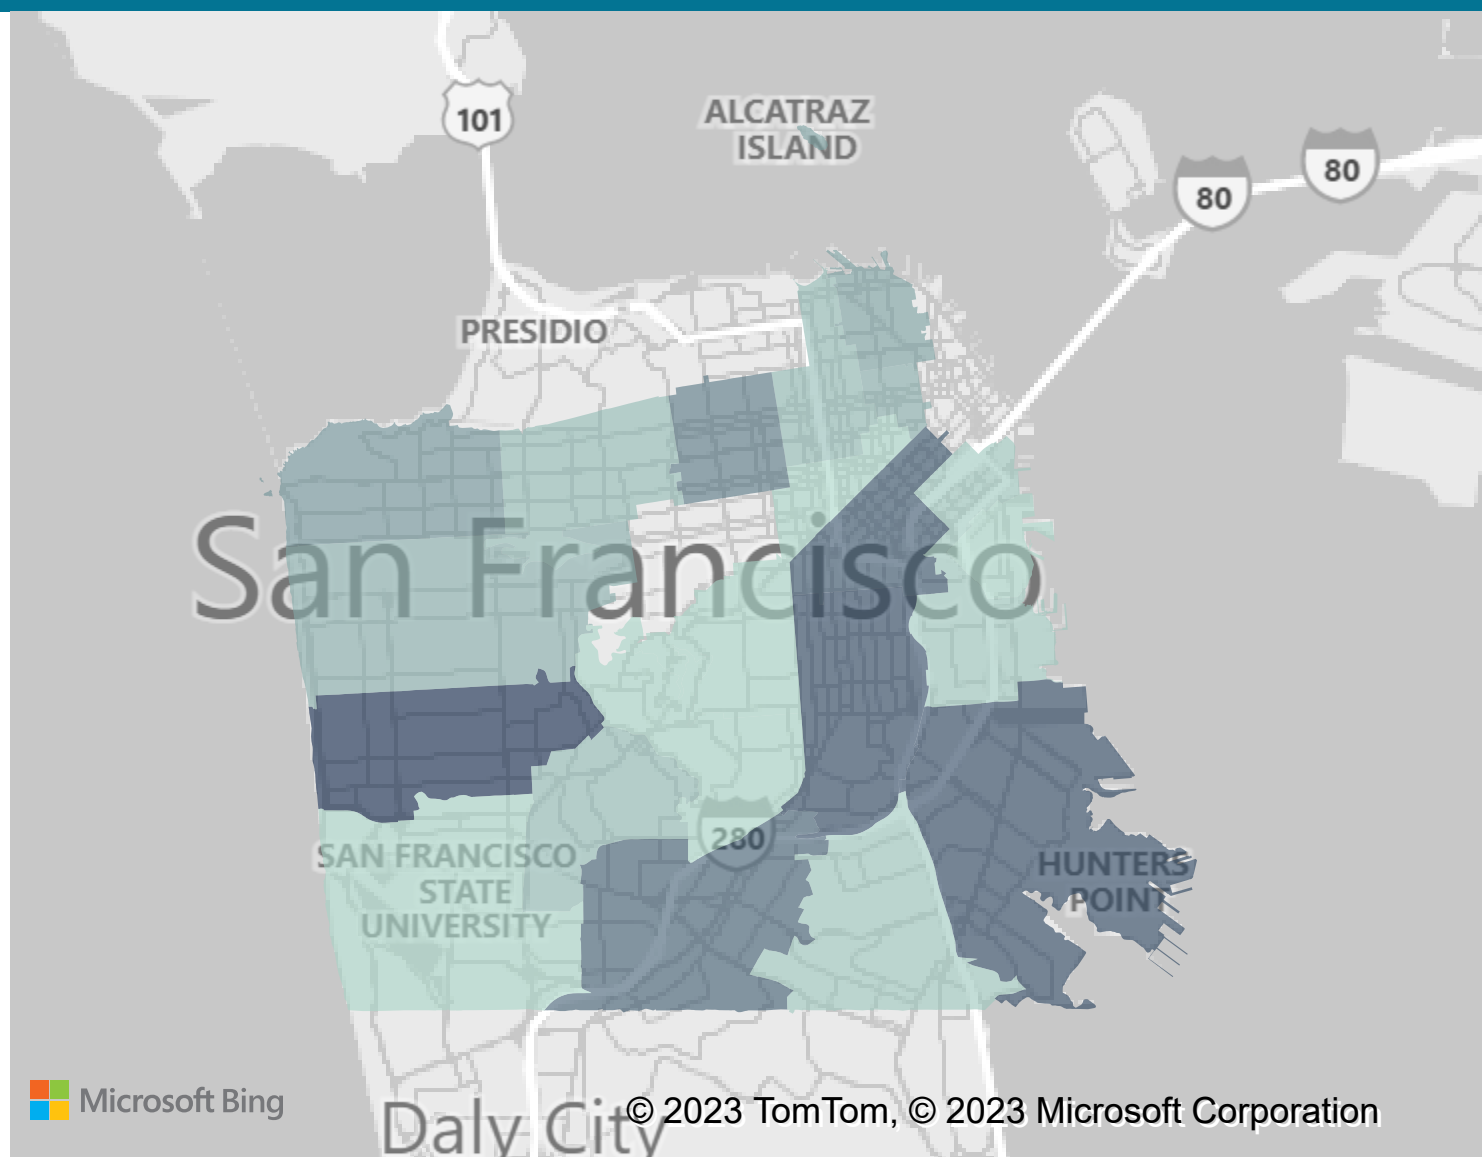 101
ALCATRAZ
ISLAND
80
80
PRESIDIO
San Francisco
280
SAN FRANCISCO
STATE
UNIVERSITY
HUNTERS
POINT
Microsoft Bing
Daly City
© 2023 TomTom, © 2023 Microsoft Corporation